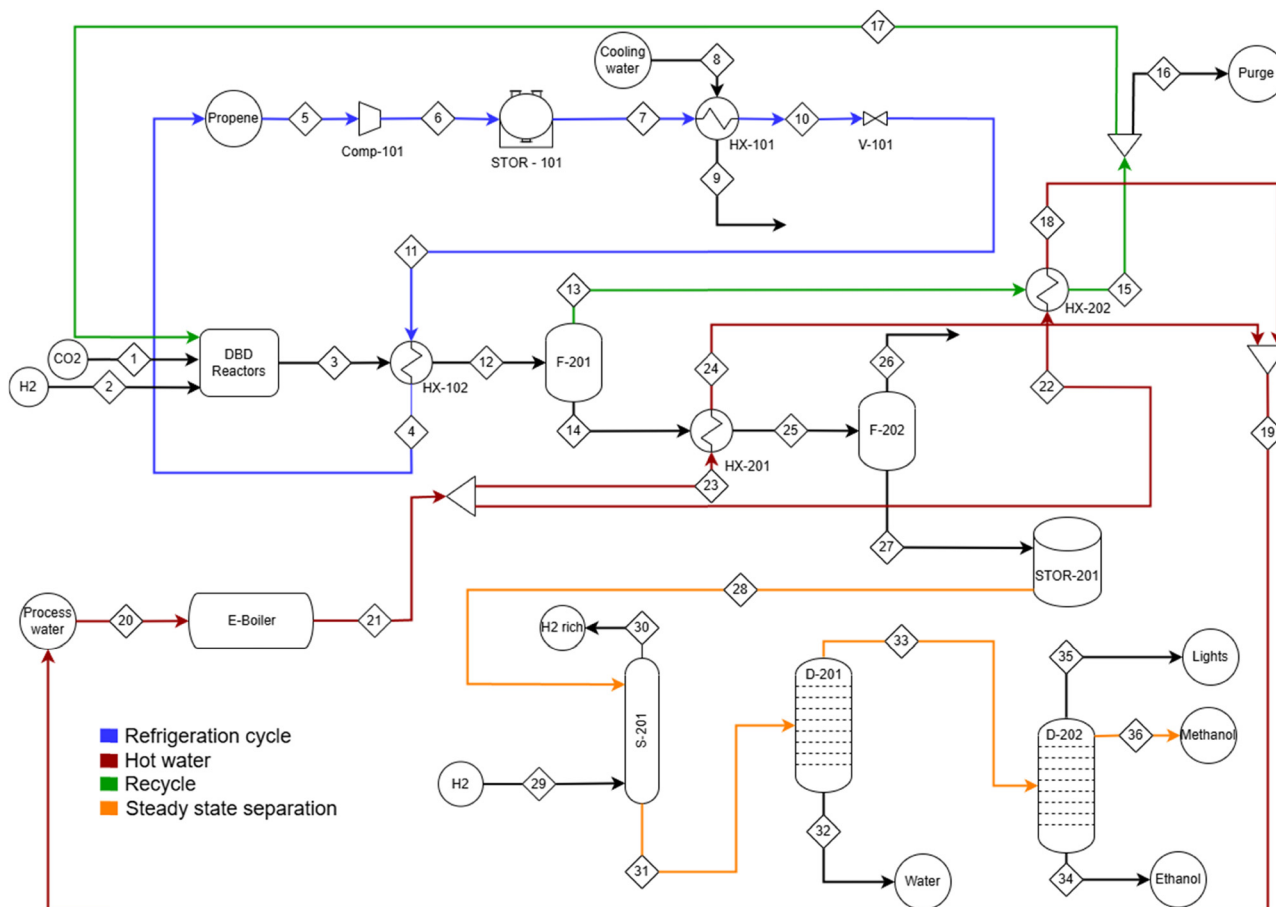 17
Cooling
water
8
16
Purge
Propene
5
6
7
10
Comp-101
STOR - 101
HX-101
V-101
9
18
11
13
15
HX-202
CO2
1
DBD
Reactors
3
12
F-201
26
H2
2
HX-102
24
22
4
14
25
F-202
19
HX-201
23
27
STOR-201
28
Process
water
20
E-Boiler
21
H2 rich
30
33
35
Lights
D-201
S-201
36
Methanol
D-202
Refrigeration cycle
Hot water
Recycle
Steady state separation
H2
29
32
31
Water
34
Ethanol